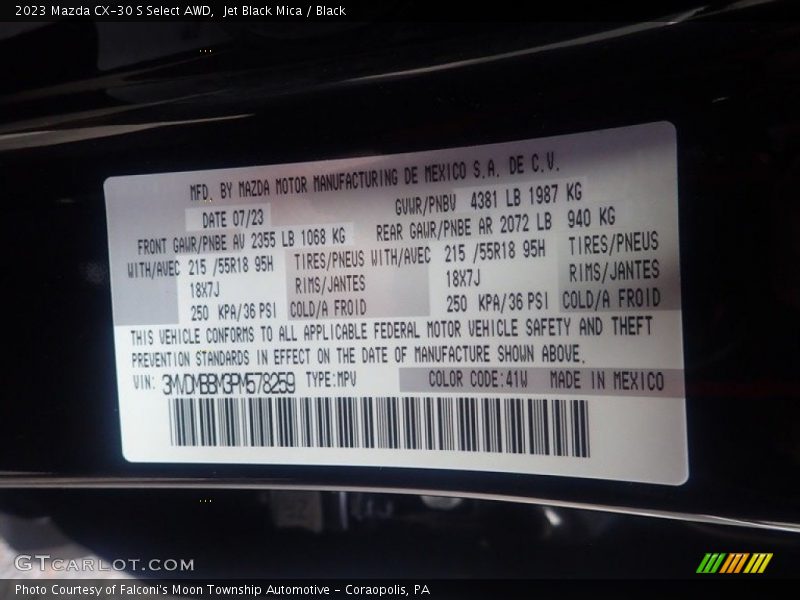 2023 Mazda CX-30 S Select AWD, Jet Black Mica / Black
MFD. BY MAZDA MOTOR MANUFACTURING DE MEXICO S.A. DE C.V.
DATE 07/23 GVWR/PNBV 4381 LB 1987 KG
FRONT GAWR/PNBE AV 2355 LB 1068 KG REAR GAWR/PNBE AR 2072 LB 940 KG
WITH/AVEC 215 /55R18 95H TIRES/PNEUS WITH/AVEC 215 /55R18 95H TIRES/PNEUS
18X7J RIMS/JANTES 18X7J RIMS/JANTES
250 KPA/36 PSI COLD/A FROID 250 KPA/36 PSI COLD/A FROID
THIS VEHICLE CONFORMS TO ALL APPLICABLE FEDERAL MOTOR VEHICLE SAFETY AND THEFT
PREVENTION STANDARDS IN EFFECT ON THE DATE OF MANUFACTURE SHOWN ABOVE.
VIN: 3MVDMBBM3PM578259 TYPE:MPV COLOR CODE:41W MADE IN MEXICO
GTCARLOT.COM
Photo Courtesy of Falconi's Moon Township Automotive - Coraopolis, PA